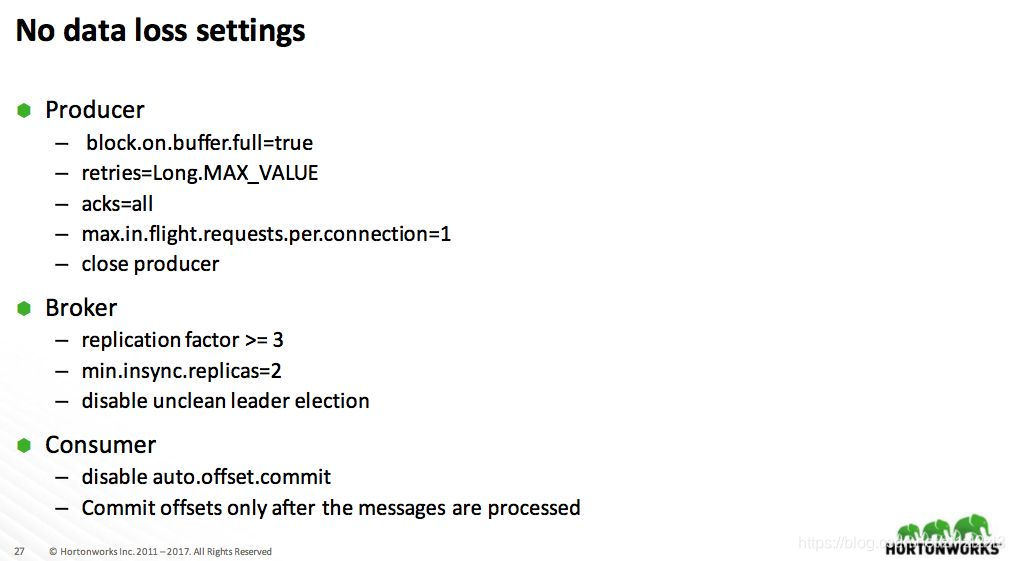 No data loss settings
Producer
– block.on.buffer.full=true
– retries=Long.MAX_VALUE
– acks=all
– max.in.flight.requests.per.connection=1
– close producer
Broker
– replication factor >= 3
– min.insync.replicas=2
– disable unclean leader election
Consumer
– disable auto.offset.commit
– Commit offsets only after the messages are processed
27 © Hortonworks Inc. 2011 – 2017. All Rights Reserved
https://blog.c
HORTONWORKS